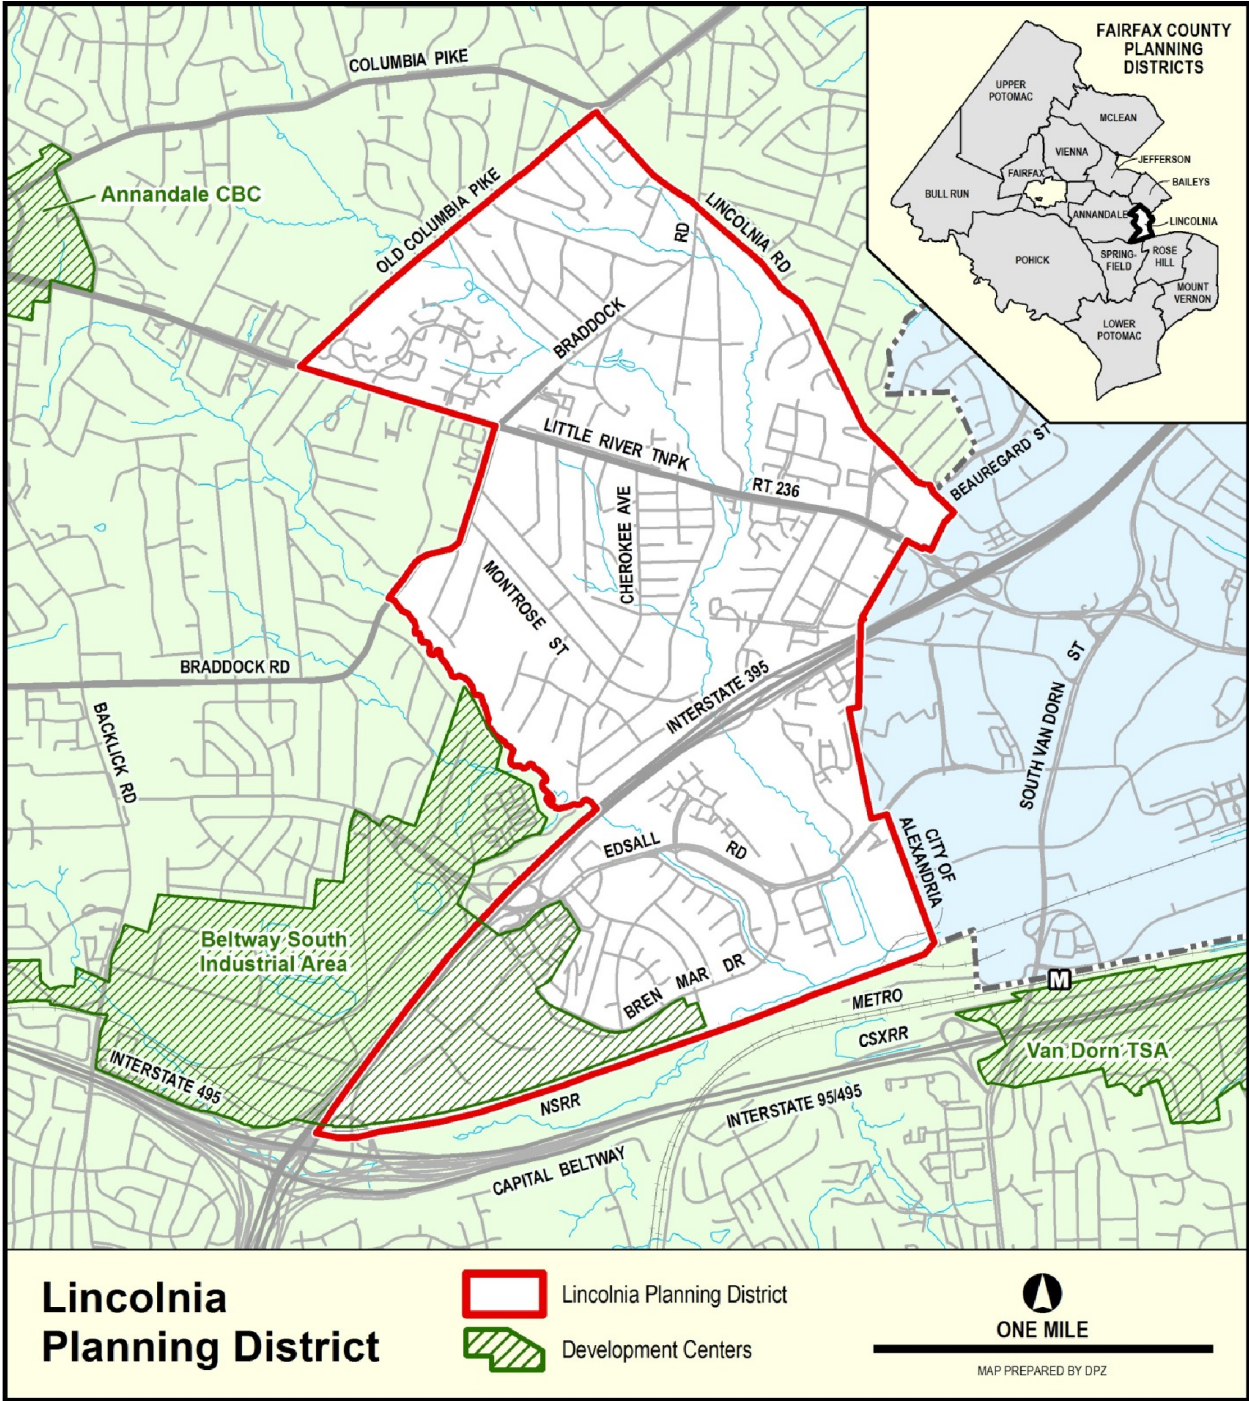 FAIRFAX COUNTY
PLANNING
DISTRICTS
UPPER
POTOMAC
MCLEAN
VIENNA
JEFFERSON
FAIRFAX
BAILEYS
BULL RUN
ANNANDALE
LINCOLNIA
POHICK
SPRING-
FIELD
ROSE
HILL
MOUNT
VERNON
LOWER
POTOMAC
COLUMBIA PIKE
Annandale CBC
OLD COLUMBIA PIKE
LINCOLNIA RD
BRADDOCK RD
LITTLE RIVER TNPK
RT 236
BEAUREGARD ST
CHEROKEE AVE
MONTROSE ST
BRADDOCK RD
BACKLICK RD
INTERSTATE 395
SOUTH VAN DORN ST
EDSALL RD
CITY OF
ALEXANDRIA
Beltway South
Industrial Area
BREN MAR DR
M
METRO
CSXRR
Van Dorn TSA
INTERSTATE 495
NSRR
INTERSTATE 95/495
CAPITAL BELTWAY
Lincolnia
Planning District
Lincolnia Planning District
Development Centers
ONE MILE
MAP PREPARED BY DPZ